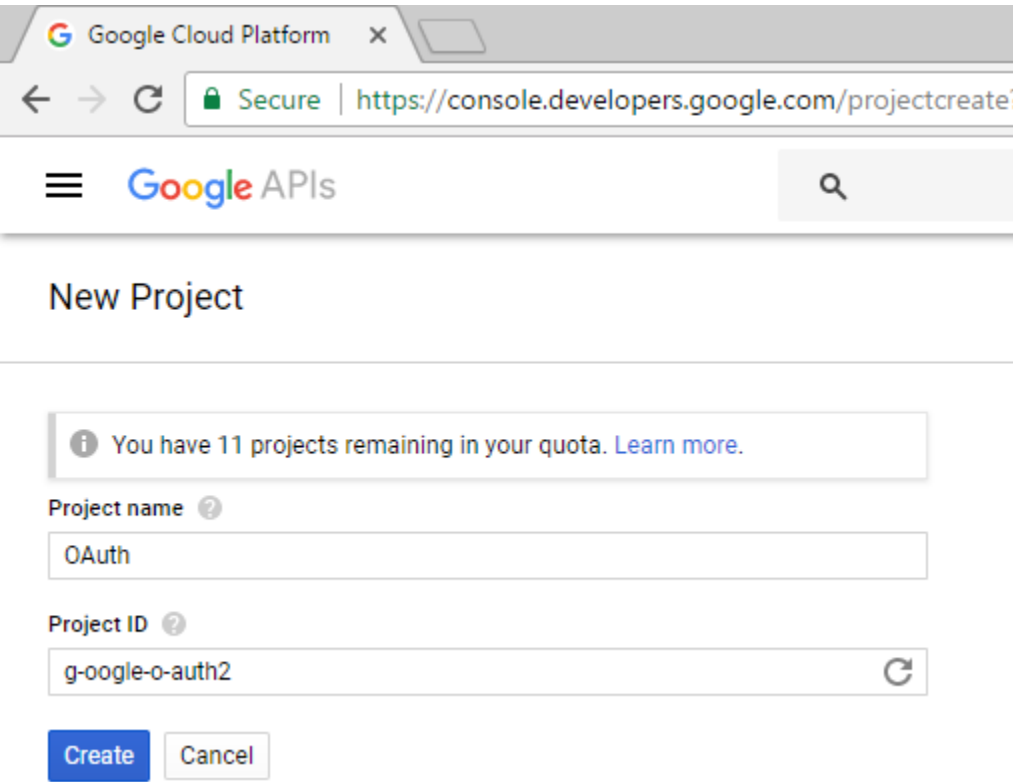 Google Cloud Platform
Secure https://console.developers.google.com/projectcreate?
Google APIs
New Project
You have 11 projects remaining in your quota. Learn more.
Project name
OAuth
Project ID
g-oogle-o-auth2
Create Cancel